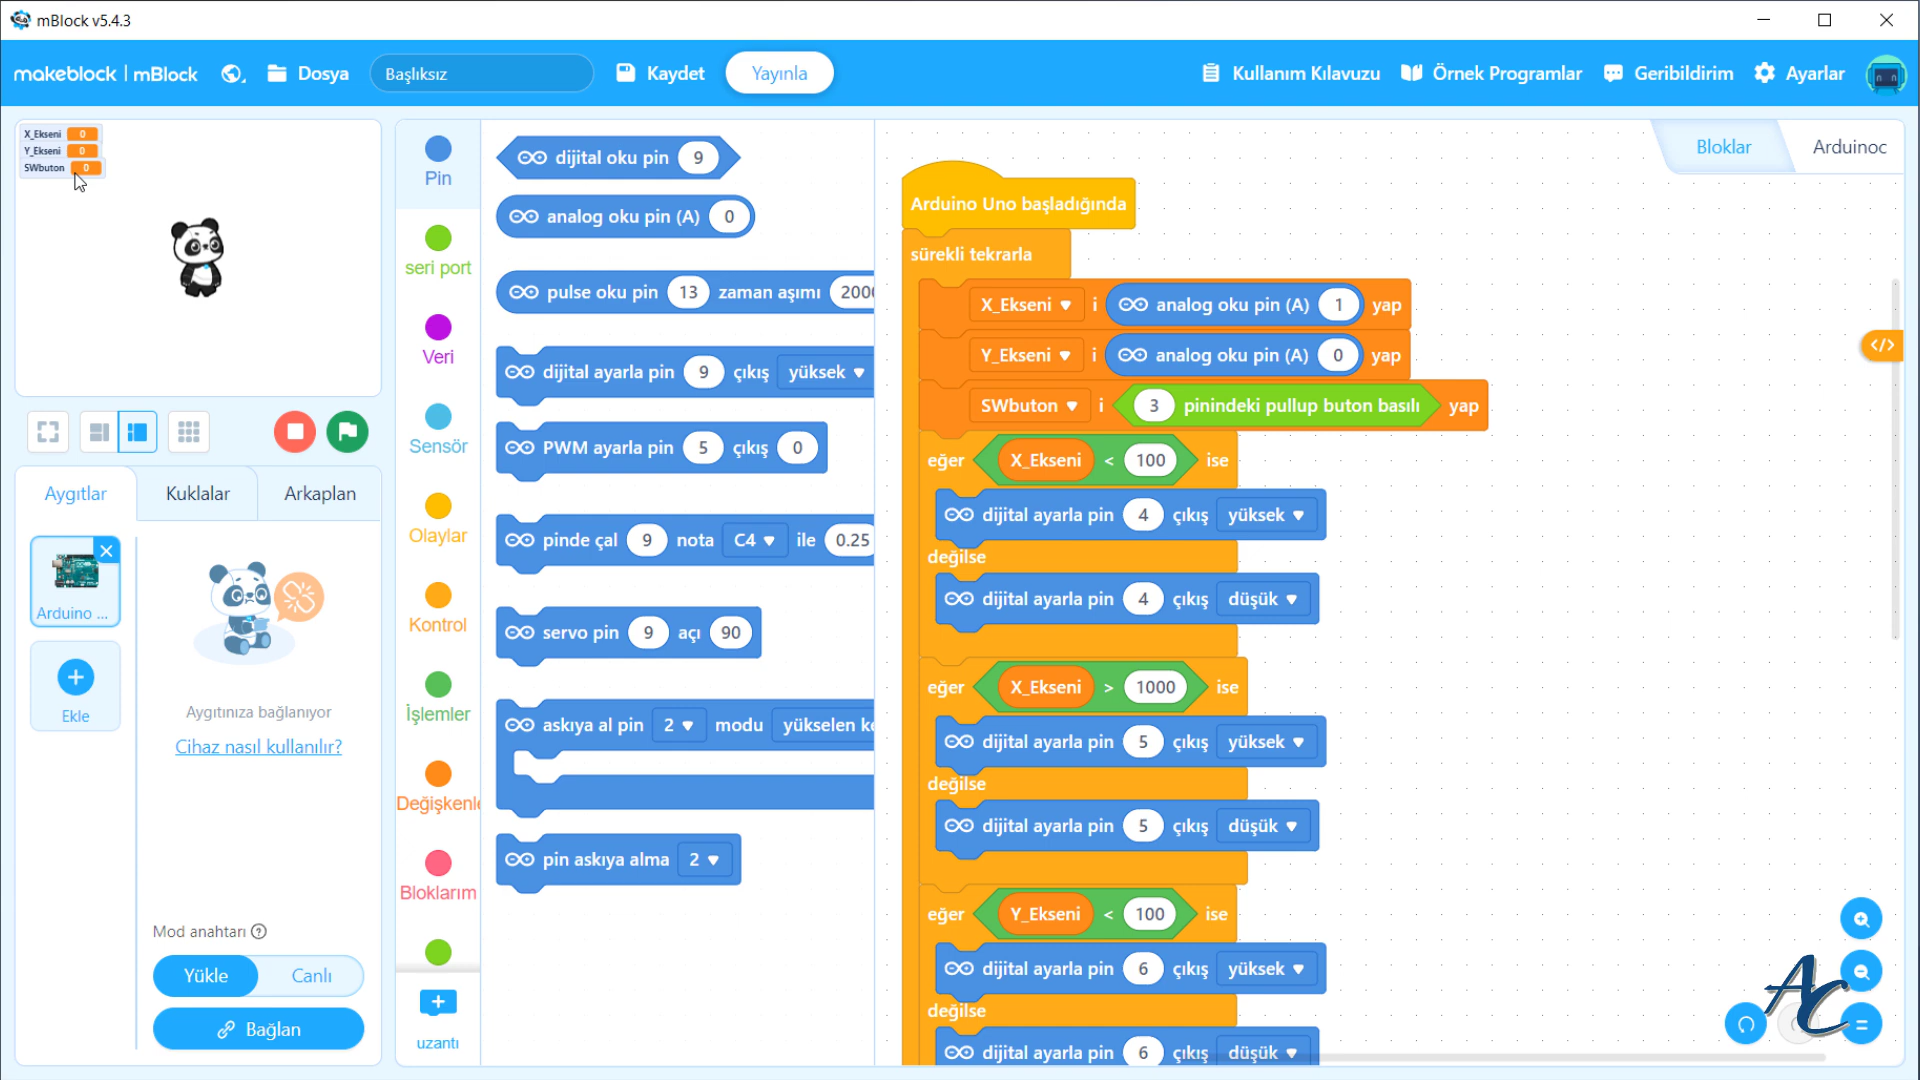 mBlock v5.4.3
makeblock | mBlock
Dosya
Başlıksız
Kaydet
Yayınla
Kullanım Kılavuzu
Örnek Programlar
Geribildirim
Ayarlar
X_Ekseni 0
Y_Ekseni 0
SWbuton 0
Aygıtlar
Kuklalar
Arkaplan
Arduino ...
Ekle
Aygıtınıza bağlanıyor
Cihaz nasıl kullanılır?
Mod anahtarı ?
Yükle
Canlı
Bağlan
Pin
seri port
Veri
Sensör
Olaylar
Kontrol
İşlemler
Değişkenle
Bloklarım
uzantı
dijital oku pin 9
analog oku pin (A) 0
pulse oku pin 13 zaman aşımı 200
dijital ayarla pin 9 çıkış yüksek
PWM ayarla pin 5 çıkış 0
pinde çal 9 nota C4 ile 0.25
servo pin 9 açı 90
askıya al pin 2 modu yükselen ke
pin askıya alma 2
Bloklar
Arduinoc
Arduino Uno başladığında
sürekli tekrarla
X_Ekseni i analog oku pin (A) 1 yap
Y_Ekseni i analog oku pin (A) 0 yap
SWbuton i 3 pinindeki pullup buton basılı yap
eğer X_Ekseni < 100 ise
dijital ayarla pin 4 çıkış yüksek
değilse
dijital ayarla pin 4 çıkış düşük
eğer X_Ekseni > 1000 ise
dijital ayarla pin 5 çıkış yüksek
değilse
dijital ayarla pin 5 çıkış düşük
eğer Y_Ekseni < 100 ise
dijital ayarla pin 6 çıkış yüksek
değilse
dijital ayarla pin 6 çıkış düşük
</>
AC